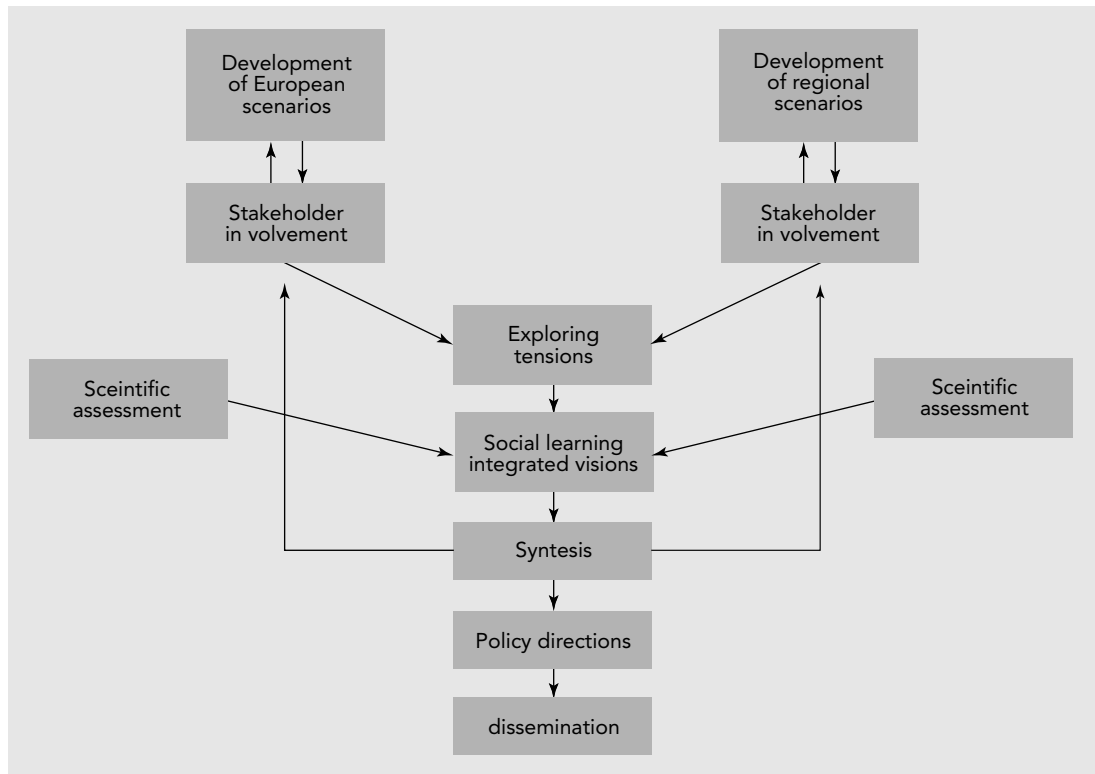 Development
of European
scenarios
Development
of regional
scenarios
Stakeholder
in volvement
Stakeholder
in volvement
Exploring
tensions
Sceintific
assessment
Sceintific
assessment
Social learning
integrated visions
Syntesis
Policy directions
dissemination